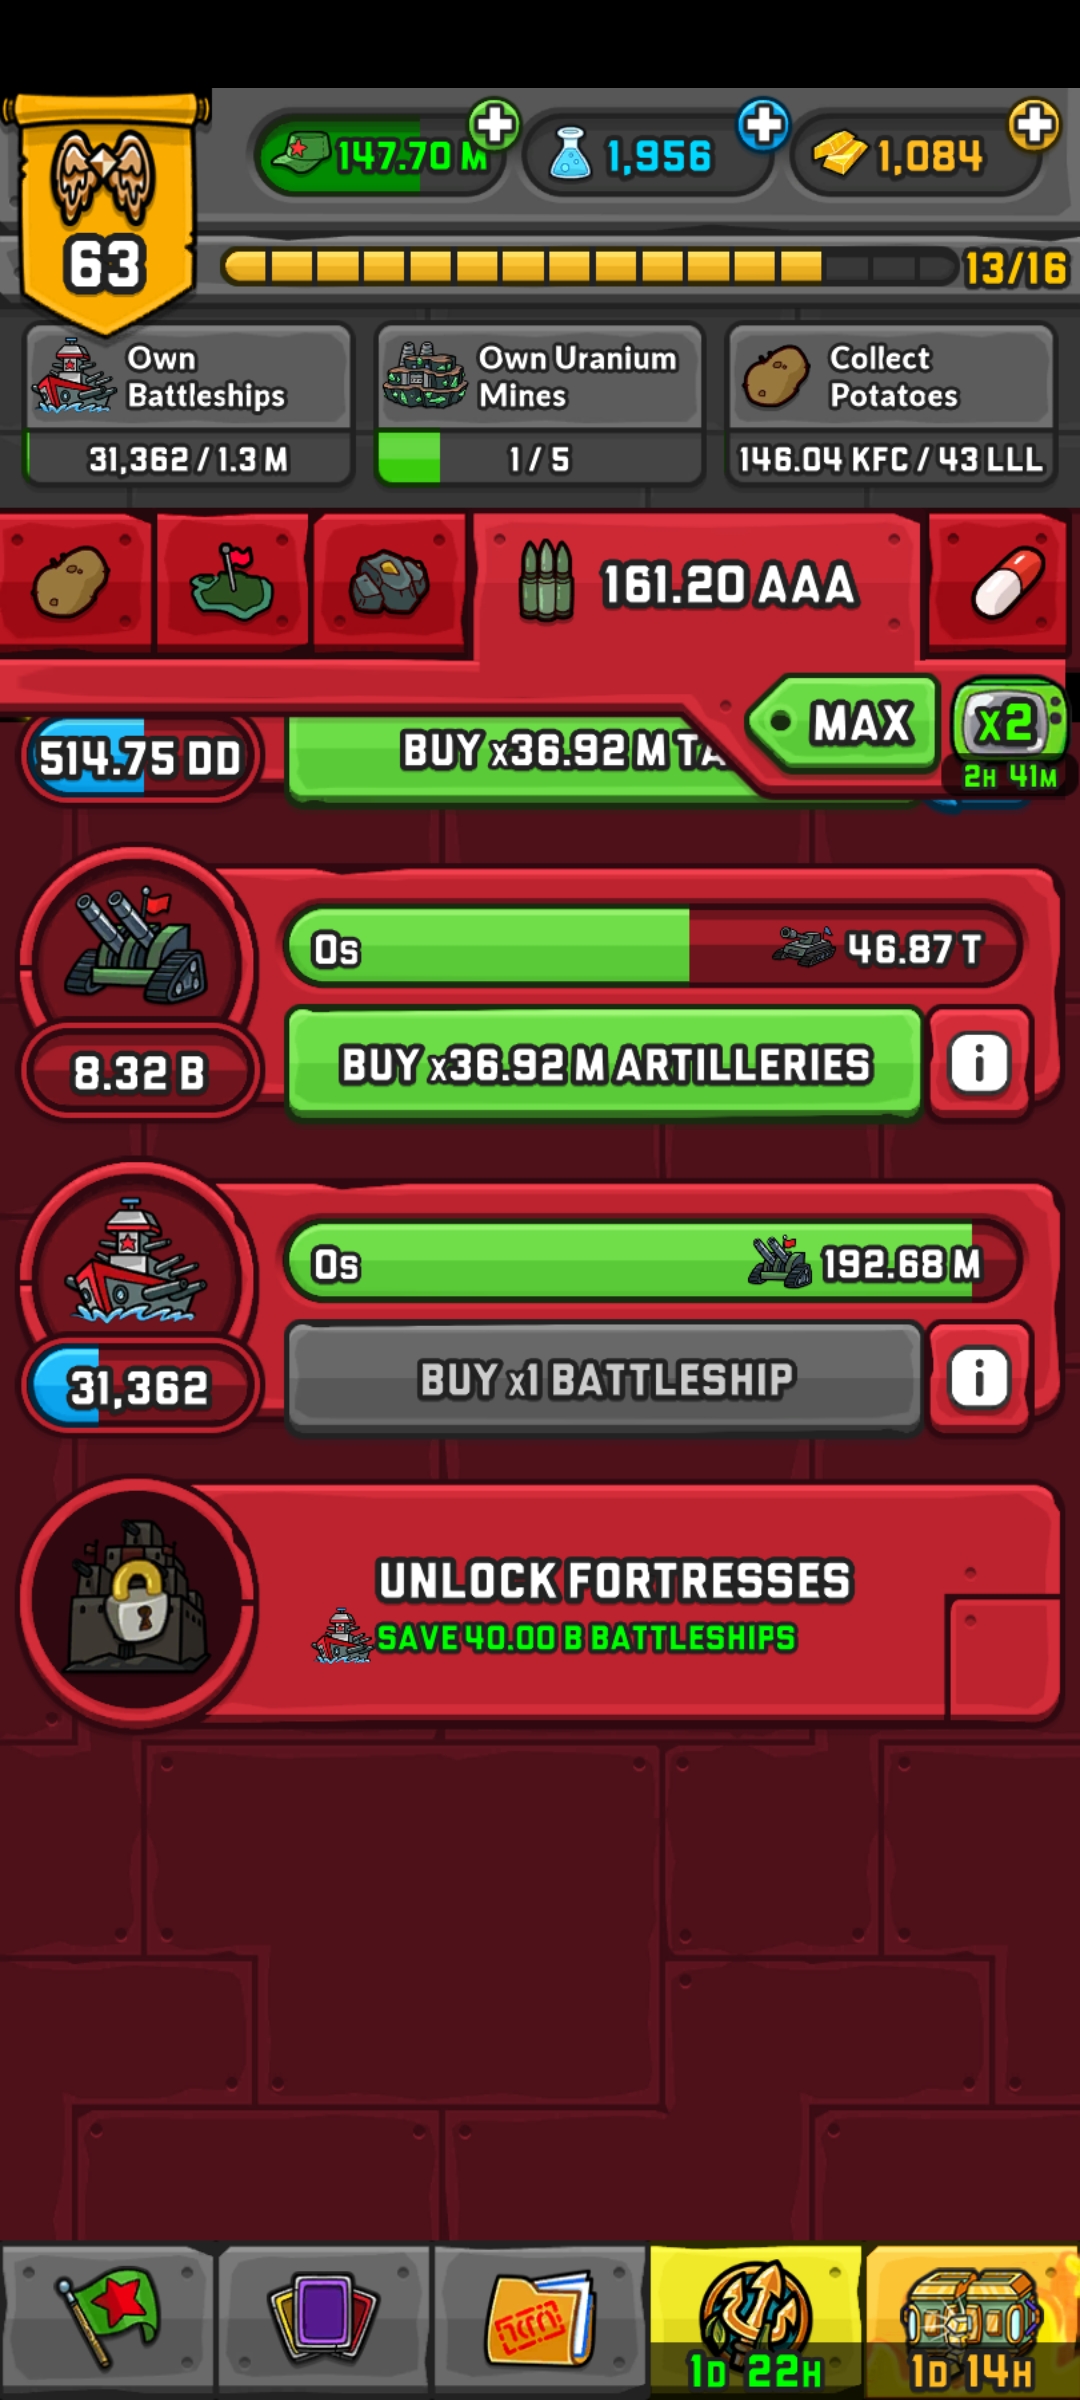 147.70 M
1,956
1,084
63
13/16
Own
Battleships
31,362 / 1.3 M
Own Uranium
Mines
1 / 5
Collect
Potatoes
146.04 KFC / 43 LLL
161.20 AAA
MAX
x2
2H 41M
514.75 DD
BUY x36.92 M TA
0s
46.87 T
8.32 B
BUY x36.92 M ARTILLERIES
i
0s
192.68 M
31,362
BUY x1 BATTLESHIP
i
UNLOCK FORTRESSES
SAVE 40.00 B BATTLESHIPS
1D 22H
1D 14H